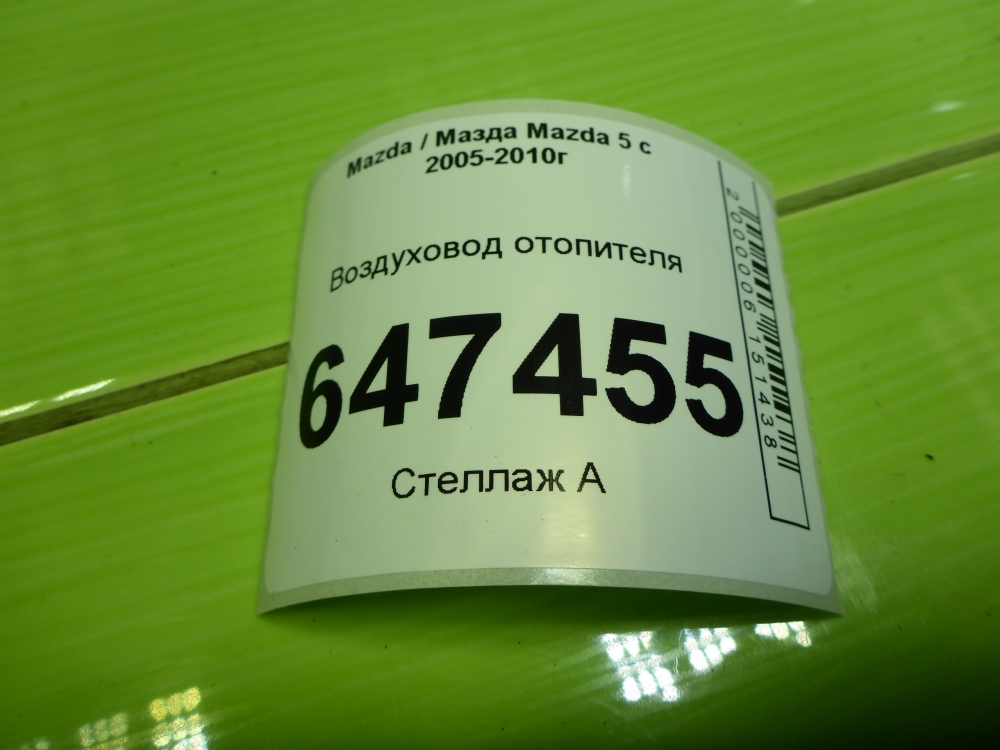 Mazda / Мазда Mazda 5 с
2005-2010г
Воздуховод отопителя
647455
Стеллаж А
2000006151438